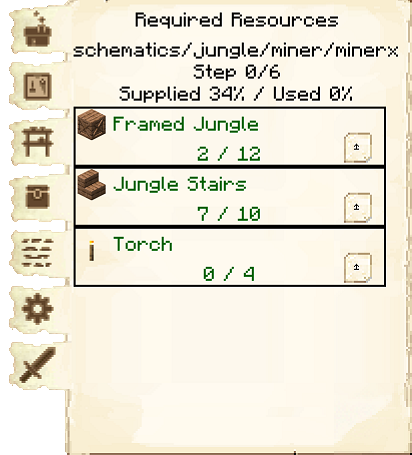 Required Resources
schematics/jungle/miner/minerx
Step 0/6
Supplied 34% / Used 0%
Framed Jungle
2 / 12
Jungle Stairs
7 / 10
Torch
0 / 4